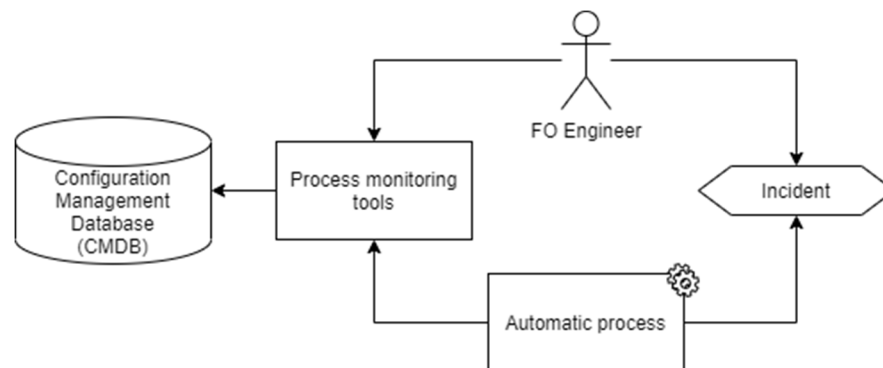 FO Engineer
Configuration
Management
Database
(CMDB)
Process monitoring
tools
Incident
Automatic process